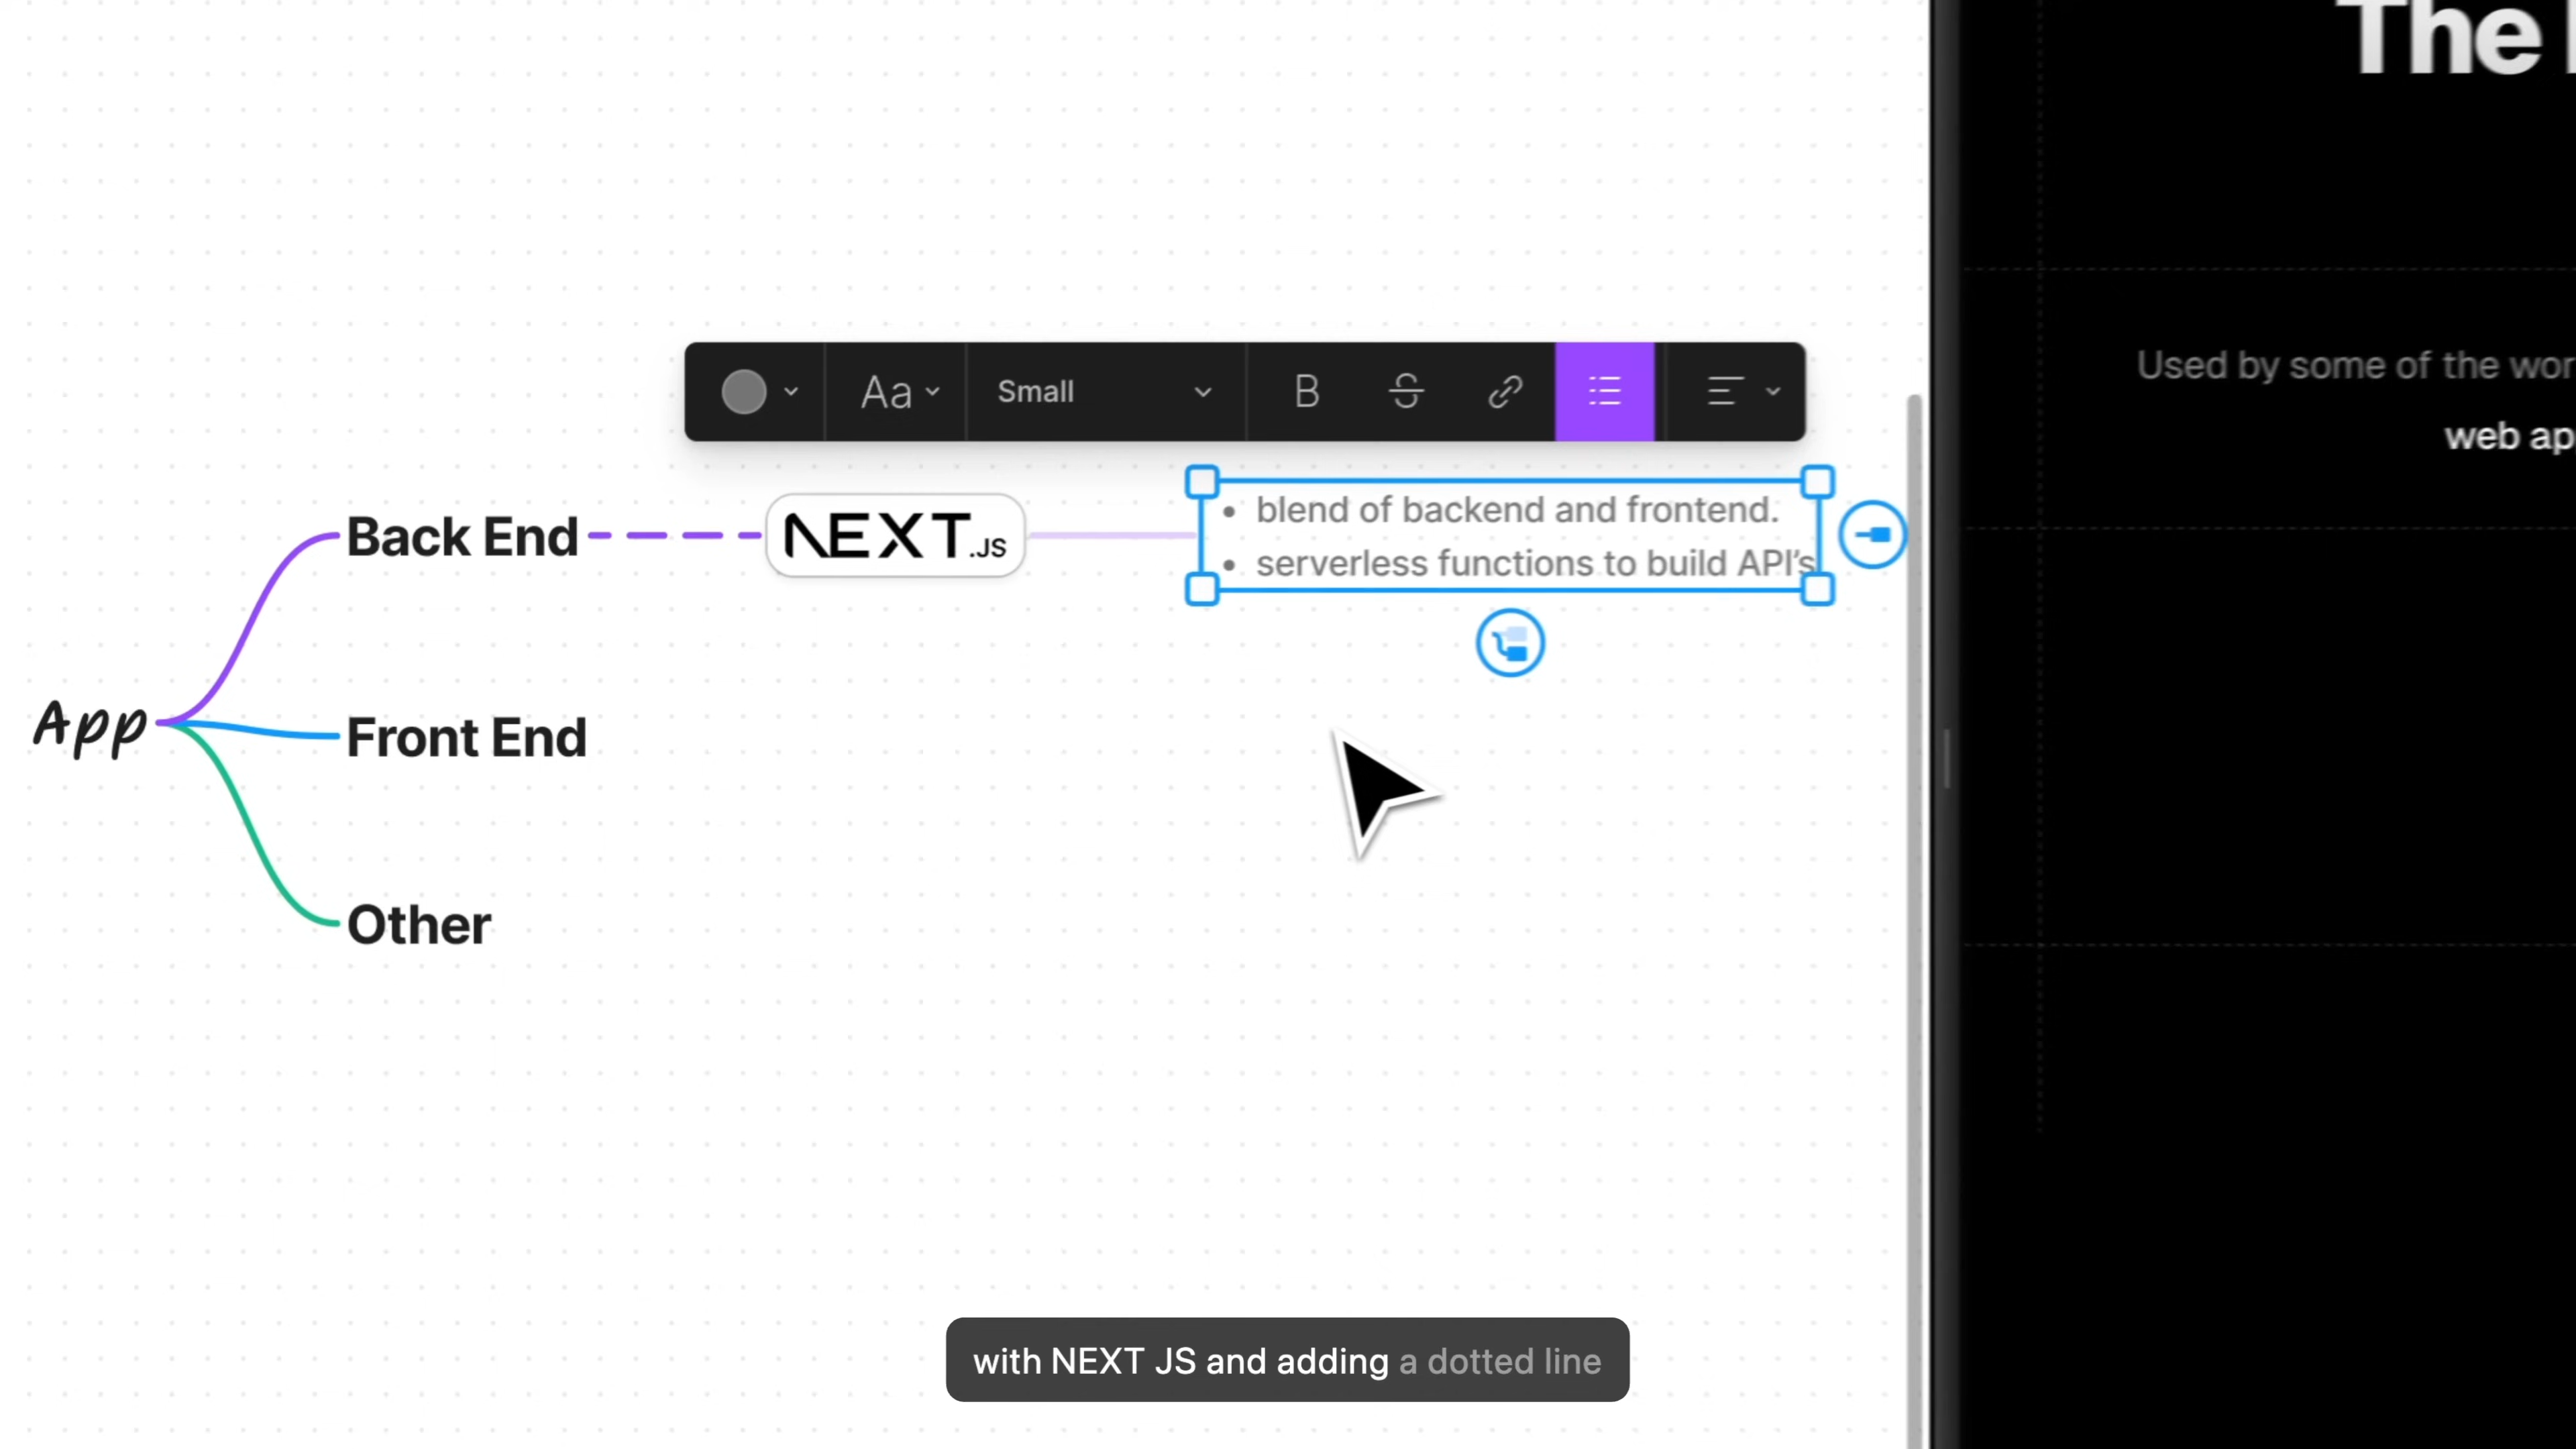 The
Used by some of the wor
web ap
Aa
Small
B
S
Back End
NEXT.JS
• blend of backend and frontend.
• serverless functions to build API's
App
Front End
Other
with NEXT JS and adding a dotted line